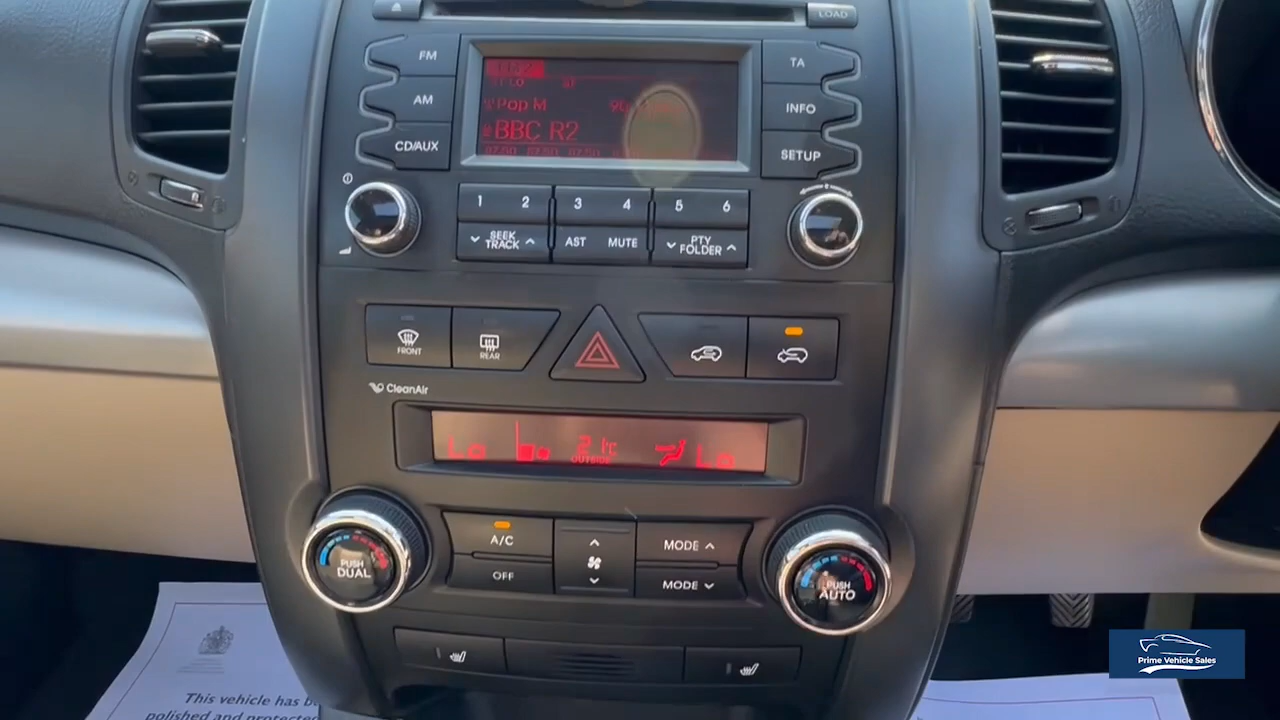 LOAD
FM
AM
CD/AUX
TA
INFO
SETUP
Lo
Pop M
BBC R2
1 2 3 4 5 6
SEEK
TRACK
AST MUTE
PTY
FOLDER
FRONT
REAR
CleanAir
Lo 21°C Lo
OUTSIDE
PUSH
DUAL
A/C
OFF
MODE
MODE
PUSH
AUTO
This vehicle has
polished and protected
Prime Vehicle Sales